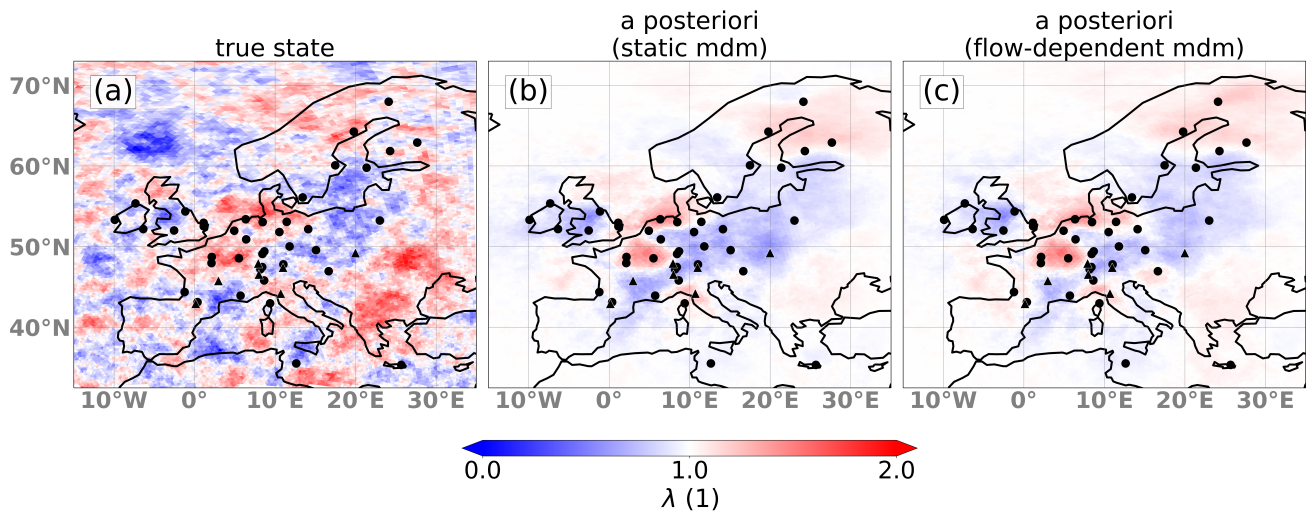 a posteriori
a posteriori
true state
(static mdm)
(flow-dependent mdm)
(a)
(b)
(c)
70°N
60°N
50°N
40°N
10°W 0° 10°E 20°E 30°E
10°W 0° 10°E 20°E 30°E
10°W 0° 10°E 20°E 30°E
0.0 1.0 2.0
λ (1)